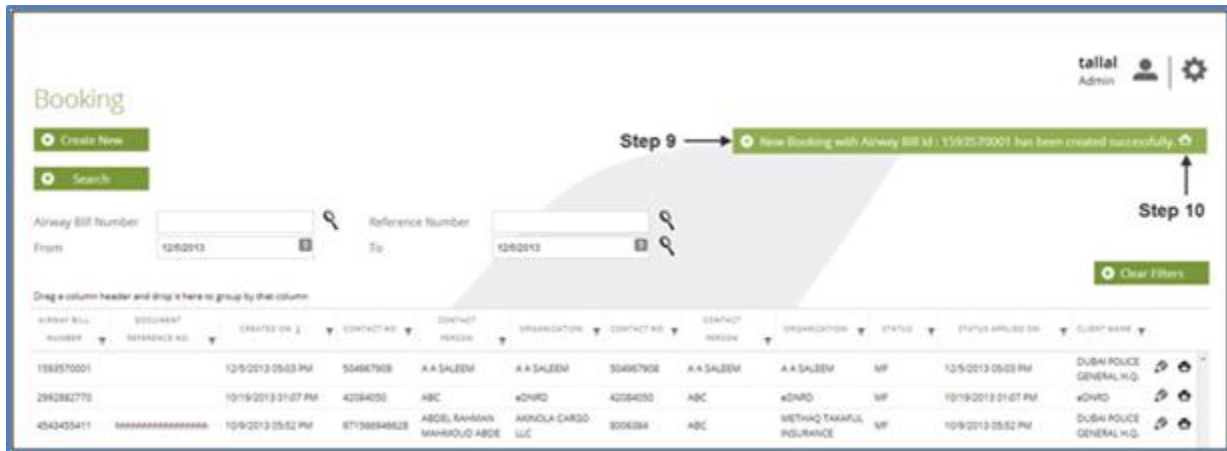 tallal
Admin
Booking
Create New
Step 9
New Booking with Airway Bill Id : 1593570001 has been created successfully.
Search
Step 10
Airway Bill Number
Reference Number
From 12/5/2013 To 12/5/2013
Clear Filters
Drag a column header and drop it here to group by that column
AIRWAY BILL NUMBER DOCUMENT REFERENCE NO CREATED ON CONTACT NO CONTACT PERSON ORGANISATION CONTACT NO CONTACT PERSON ORGANISATION STATUS STATUS APPLIED ON CLIENT NAME
1593570001 12/5/2013 05:03 PM 504967908 A A SALEEM A A SALEEM 504967908 A A SALEEM A A SALEEM MF 12/5/2013 05:03 PM DUBAI POLICE GENERAL H.Q.
2992882770 10/19/2013 01:07 PM 42084050 ABC eDNRD 42084050 ABC eDNRD MF 10/19/2013 01:07 PM eDNRD
4543455411 10/9/2013 05:52 PM ABDEL RAHMAN MAHMOUD ABDE AKINOLA CARGO LLC 8006384 ABC METHAQ TAKAFUL INSURANCE MF 10/9/2013 05:52 PM DUBAI POLICE GENERAL H.Q.